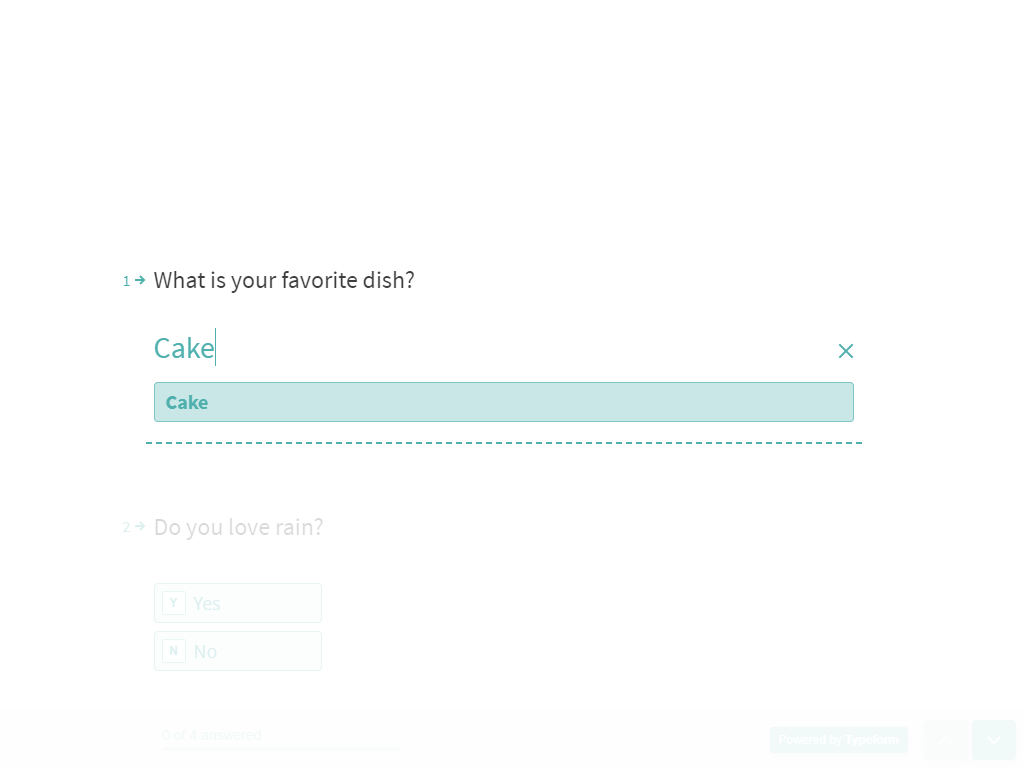 1
What is your favorite dish?
Cake
Cake
2
Do you love rain?
Y Yes
N No
0 of 4 answered
Powered by Typeform